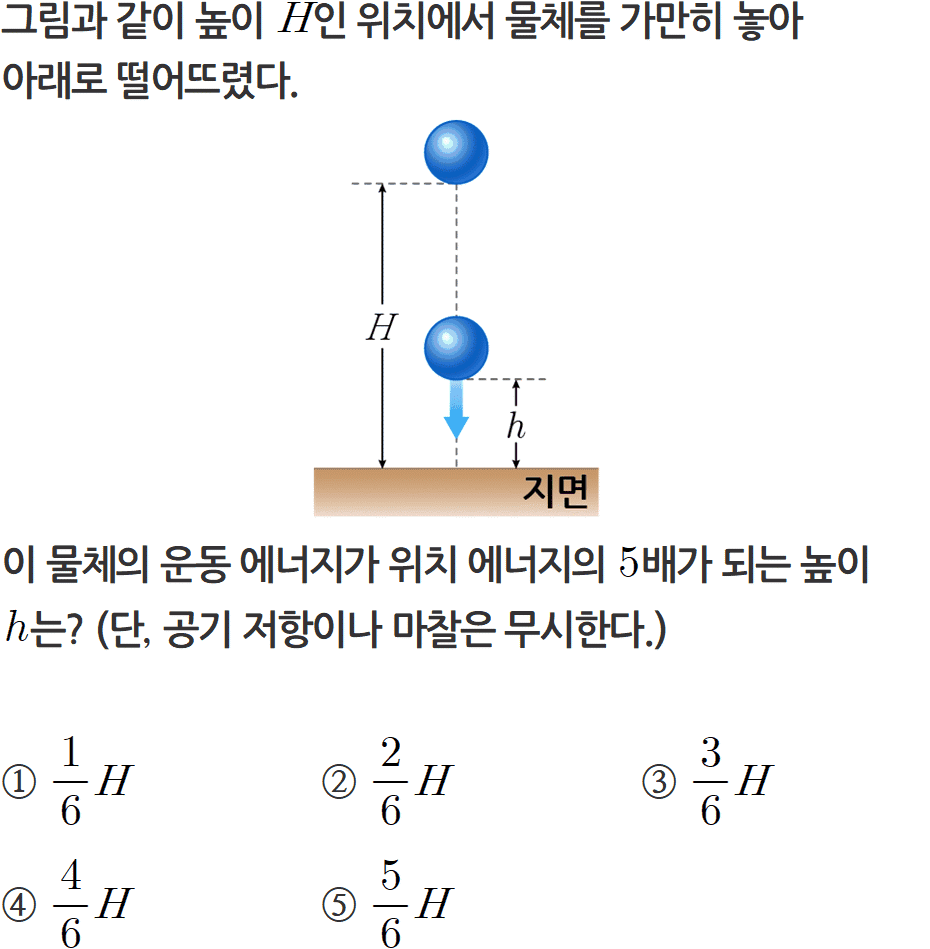 그림과 같이 높이 H인 위치에서 물체를 가만히 놓아
아래로 떨어뜨렸다.
H
h
지면
이 물체의 운동 에너지가 위치 에너지의 5배가 되는 높이
h는? (단, 공기 저항이나 마찰은 무시한다.)
① 1/6 H ② 2/6 H ③ 3/6 H
④ 4/6 H ⑤ 5/6 H